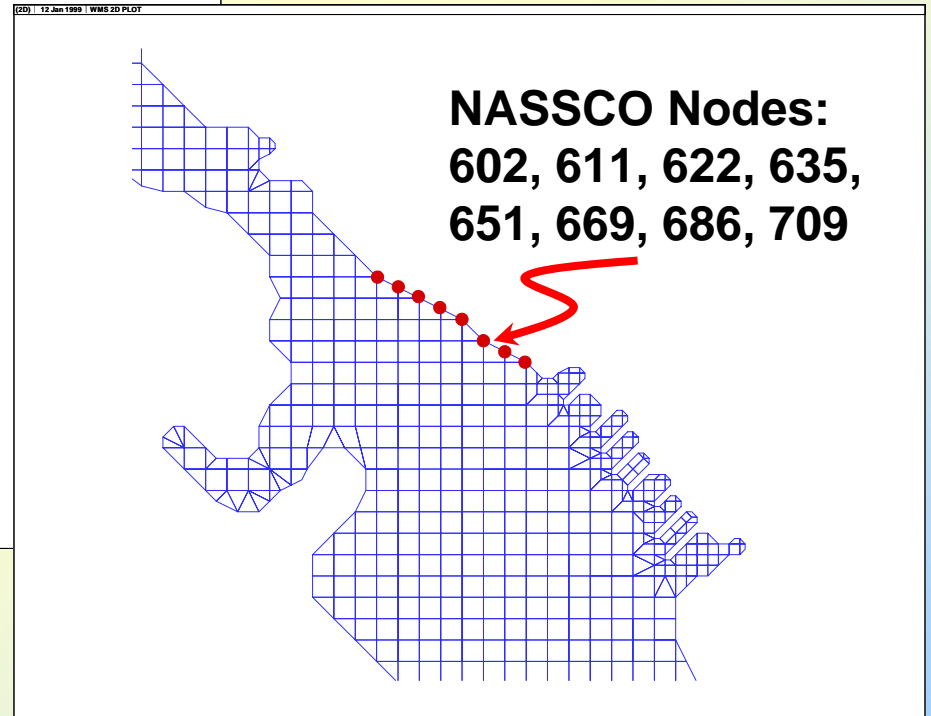 (2D) 12 Jan 1999 WMS 2D PLOT
NASSCO Nodes:
602, 611, 622, 635,
651, 669, 686, 709